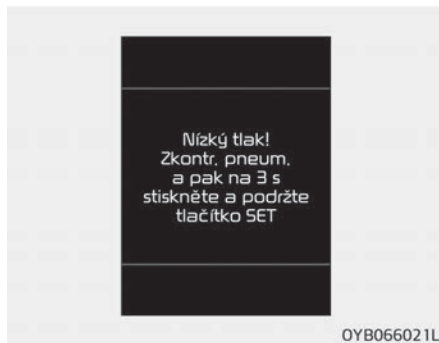 Nízký tlak!
Zkontr. pneum.
a pak na 3 s
stiskněte a podržte
tlačítko SET
OYB066021L